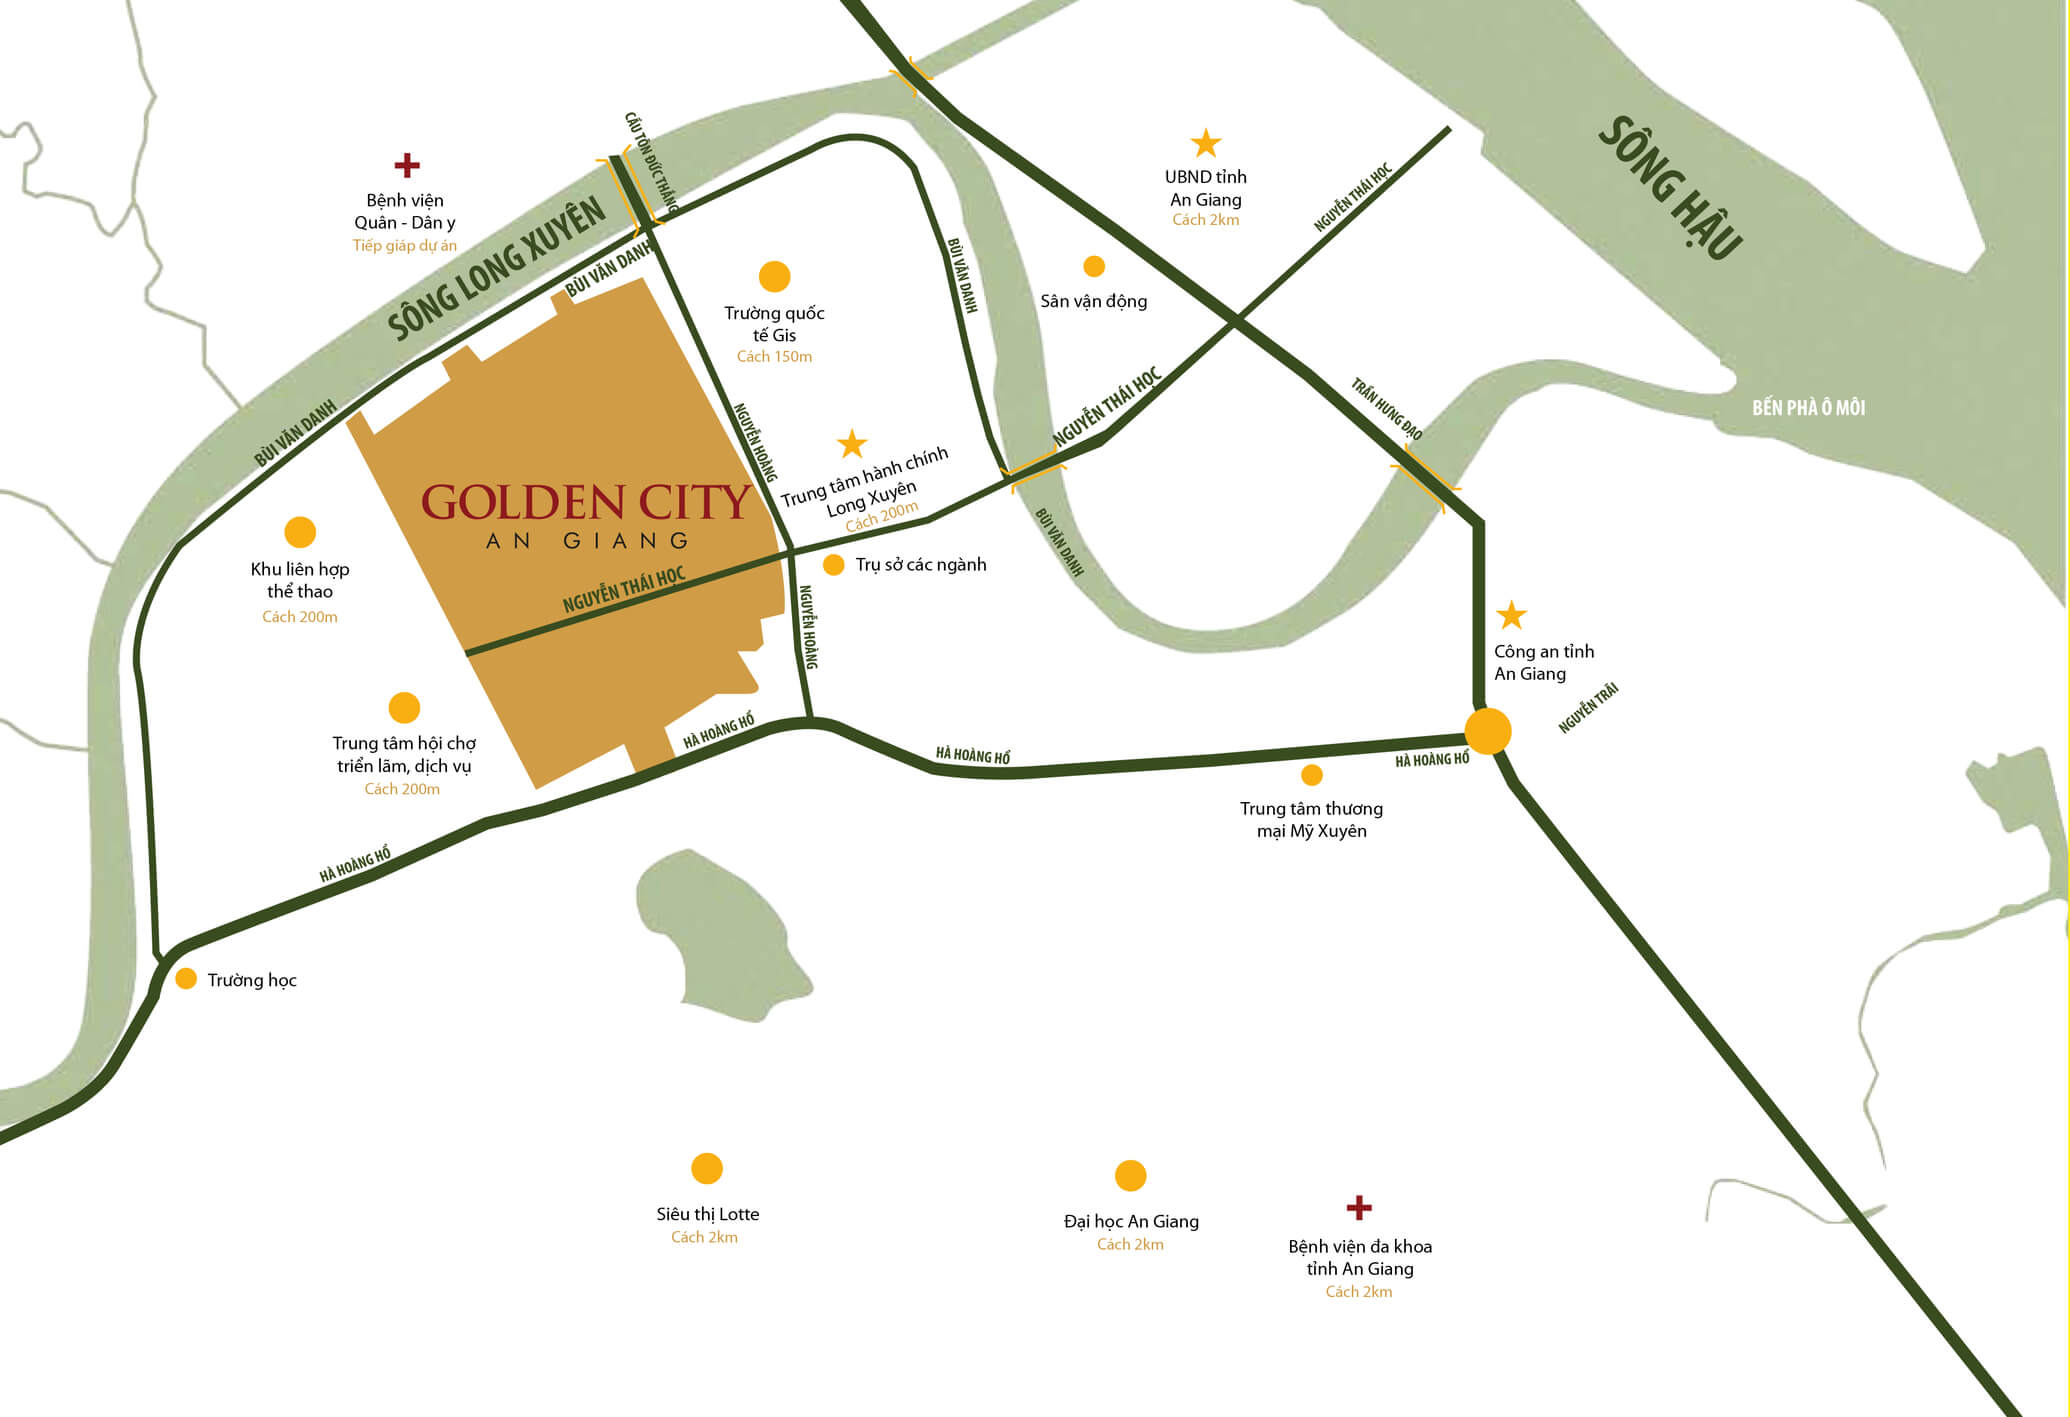 CẦU TÔN ĐỨC THẮNG
SÔNG HẬU
Bệnh viện
Quân - Dân y
Tiếp giáp dự án
UBND tỉnh
An Giang
Cách 2km
NGUYỄN THÁI HỌC
SÔNG LONG XUYÊN
BÙI VĂN DANH
BÙI VĂN DANH
Sân vận động
Trường quốc
tế Gis
Cách 150m
BÙI VĂN DANH
NGUYỄN HOÀNG
NGUYỄN THÁI HỌC
TRẦN HƯNG ĐẠO
BẾN PHÀ Ô MÔI
Trung tâm hành chính
Long Xuyên
Cách 200m
GOLDEN CITY
AN GIANG
BÙI VĂN DANH
Khu liên hợp
thể thao
Cách 200m
NGUYỄN THÁI HỌC
Trụ sở các ngành
NGUYỄN HOÀNG
Công an tỉnh
An Giang
NGUYỄN TRÃI
Trung tâm hội chợ
triển lãm, dịch vụ
Cách 200m
HÀ HOÀNG HỔ
HÀ HOÀNG HỔ
HÀ HOÀNG HỔ
Trung tâm thương
mại Mỹ Xuyên
HÀ HOÀNG HỔ
Trường học
Siêu thị Lotte
Cách 2km
Đại học An Giang
Cách 2km
Bệnh viện đa khoa
tỉnh An Giang
Cách 2km